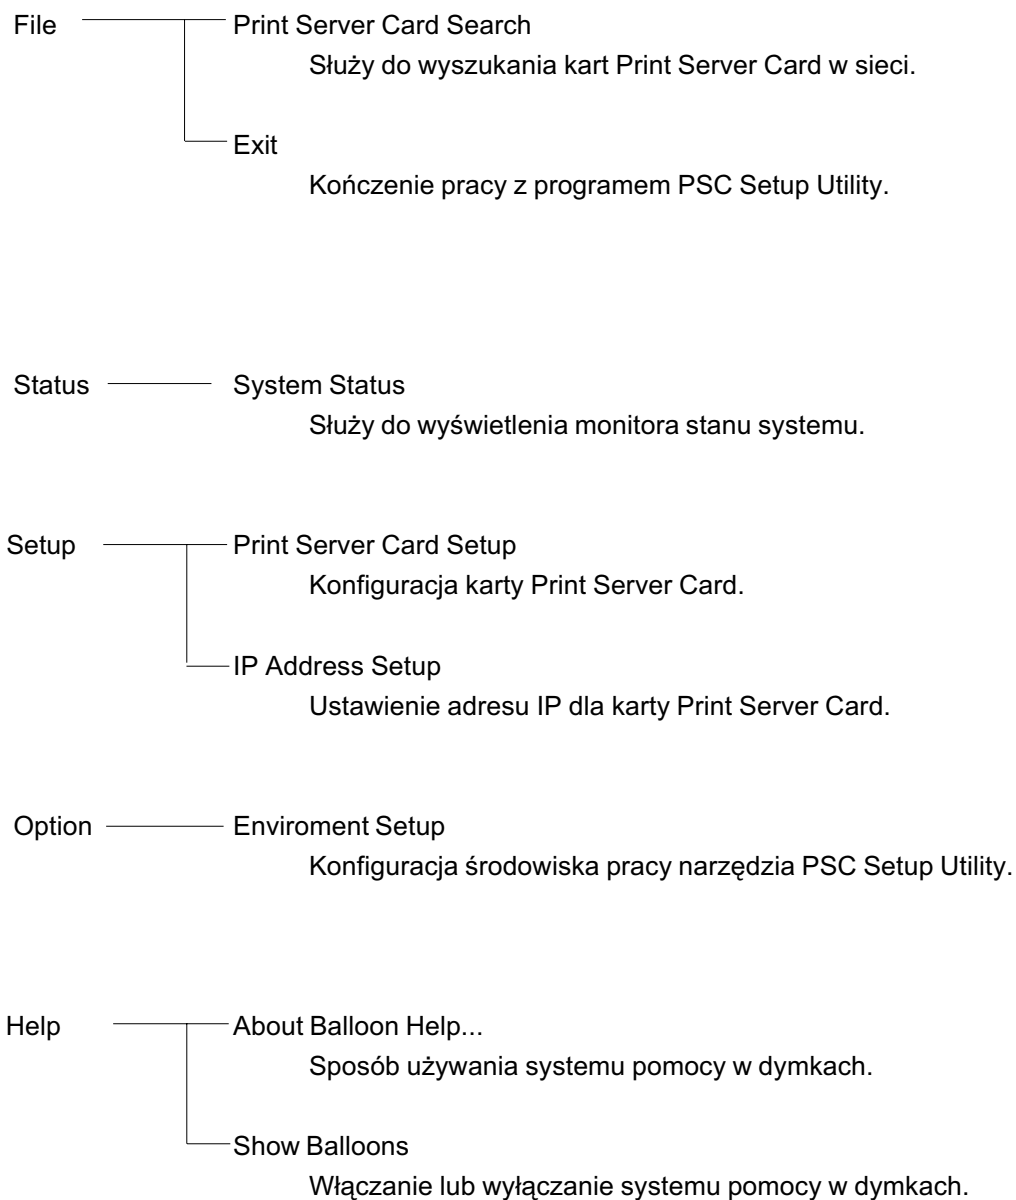 File Print Server Card Search
Służy do wyszukania kart Print Server Card w sieci.
Exit
Kończenie pracy z programem PSC Setup Utility.
Status System Status
Służy do wyświetlenia monitora stanu systemu.
Setup Print Server Card Setup
Konfiguracja karty Print Server Card.
IP Address Setup
Ustawienie adresu IP dla karty Print Server Card.
Option Enviroment Setup
Konfiguracja środowiska pracy narzędzia PSC Setup Utility.
Help About Balloon Help...
Sposób używania systemu pomocy w dymkach.
Show Balloons
Włączanie lub wyłączanie systemu pomocy w dymkach.